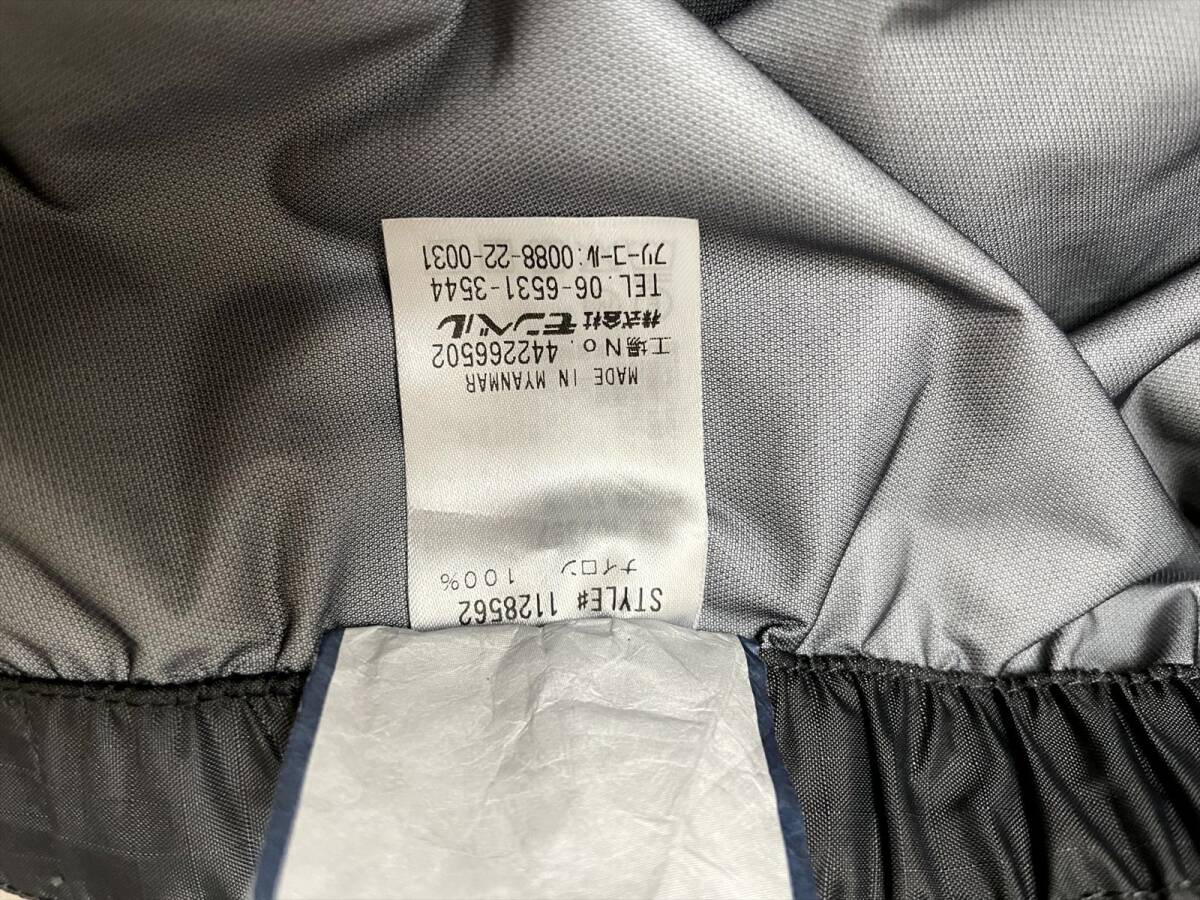 STYLE# 1128562
ナイロン 100%
MADE IN MYANMAR
工場No. 442266502
株式会社モンベル
TEL. 06-6531-3544
フリーコール:0088-22-0031